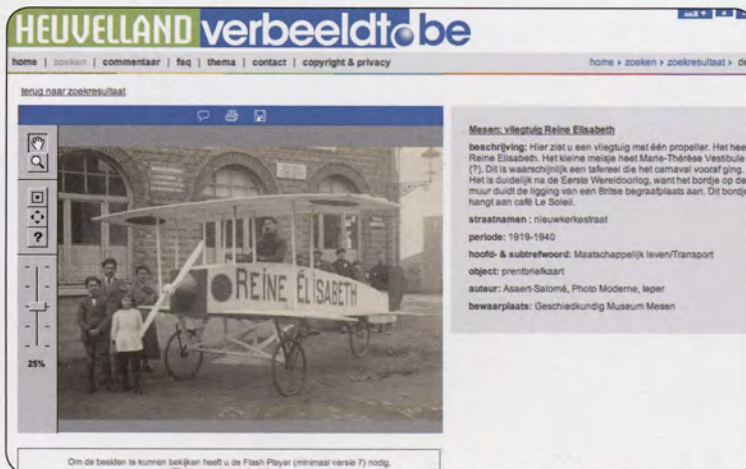 HEUVELLAND verbeeldt.be
home | zoeken | commentaar | faq | thema | contact | copyright & privacy
home › zoeken › zoekresultaat ›
terug naar zoekresultaat
?
25%
REINE ÉLISABETH
Om de beelden te kunnen bekijken heeft u de Flash Player (minimaal versie 7) nodig.
Mesen: vliegtuig Reine Elisabeth
beschrijving: Hier ziet u een vliegtuig met één propeller. Het
Reine Elisabeth. Het kleine meisje heet Marie-Thérèse Vestibule
(?). Dit is waarschijnlijk een tafereel die het carnaval vooraf ging.
Het is duidelijk na de Eerste Wereldoorlog, want het bordje op de
muur duidt de ligging van een Britse begraafplaats aan. Dit bordje
hangt aan café Le Soleil.
straatnamen : nieuwkerkestraat
periode: 1919-1940
hoofd- & subtrefwoord: Maatschappelijk leven/Transport
object: prentbriefkaart
auteur: Assert-Salomé, Photo Moderne, Ieper
bewaarplaats: Geschiedkundig Museum Mesen